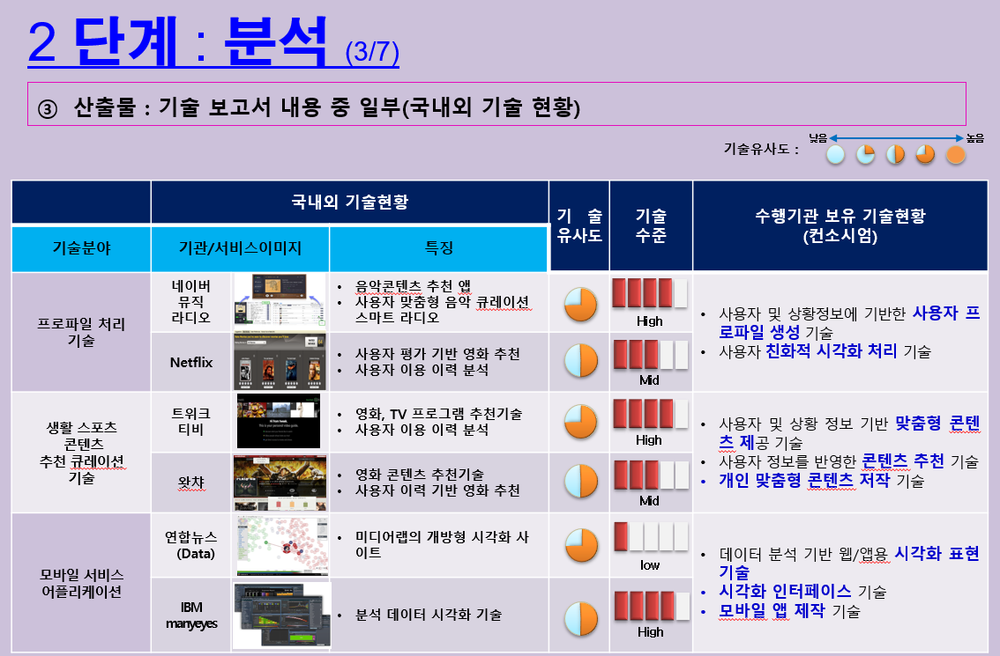 2 단계 : 분석 (3/7)
③ 산출물 : 기술 보고서 내용 중 일부(국내외 기술 현황)
기술유사도 :
낮음
높음
국내외 기술현황
기 술
유사도
기술
수준
수행기관 보유 기술현황
(컨소시엄)
기술분야
기관/서비스이미지
특징
프로파일 처리
기술
네이버
뮤직
라디오
• 음악콘텐츠 추천 앱
• 사용자 맞춤형 음악 큐레이션
스마트 라디오
High
• 사용자 및 상황정보에 기반한 사용자 프
로파일 생성 기술
• 사용자 친화적 시각화 처리 기술
Netflix
• 사용자 평가 기반 영화 추천
• 사용자 이용 이력 분석
Mid
생활 스포츠
콘텐츠
추천 큐레이션
기술
트위크
티비
• 영화, TV 프로그램 추천기술
• 사용자 이용 이력 분석
High
• 사용자 및 상황 정보 기반 맞춤형 콘텐
츠 제공 기술
• 사용자 정보를 반영한 콘텐츠 추천 기술
• 개인 맞춤형 콘텐츠 저작 기술
왓챠
• 영화 콘텐츠 추천기술
• 사용자 이력 기반 영화 추천
Mid
모바일 서비스
어플리케이션
연합뉴스
(Data)
• 미디어랩의 개방형 시각화 사
이트
low
• 데이터 분석 기반 웹/앱용 시각화 표현
기술
• 시각화 인터페이스 기술
• 모바일 앱 제작 기술
IBM
manyeyes
• 분석 데이터 시각화 기술
High